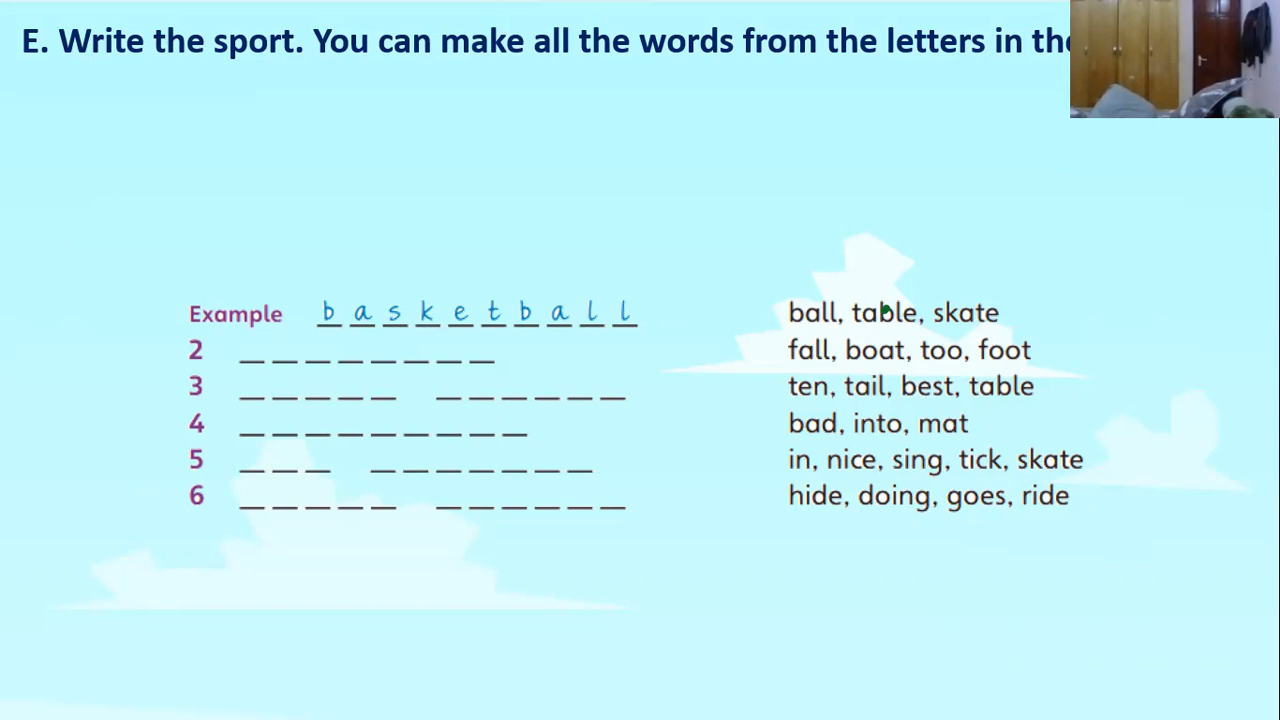 E. Write the sport. You can make all the words from the letters in
Example b a s k e t b a l l ball, table, skate
2 _ _ _ _ _ _ _ _ fall, boat, too, foot
3 _ _ _ _ _ _ _ _ _ _ _ ten, tail, best, table
4 _ _ _ _ _ _ _ _ _ bad, into, mat
5 _ _ _ _ _ _ _ _ _ _ in, nice, sing, tick, skate
6 _ _ _ _ _ _ _ _ _ _ _ hide, doing, goes, ride